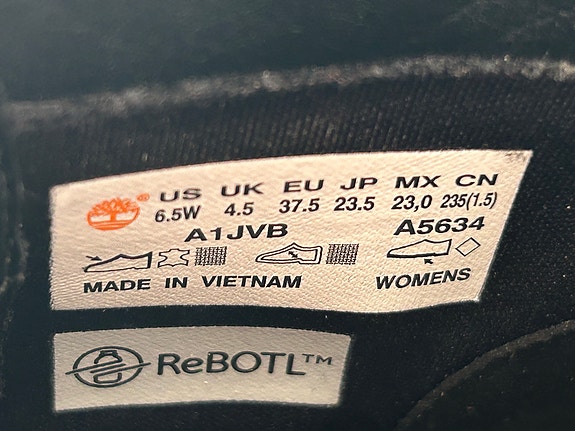 US UK EU JP MX CN
6.5W 4.5 37.5 23.5 23,0 235(1.5)
A1JVB A5634
MADE IN VIETNAM WOMENS
ReBOTL™